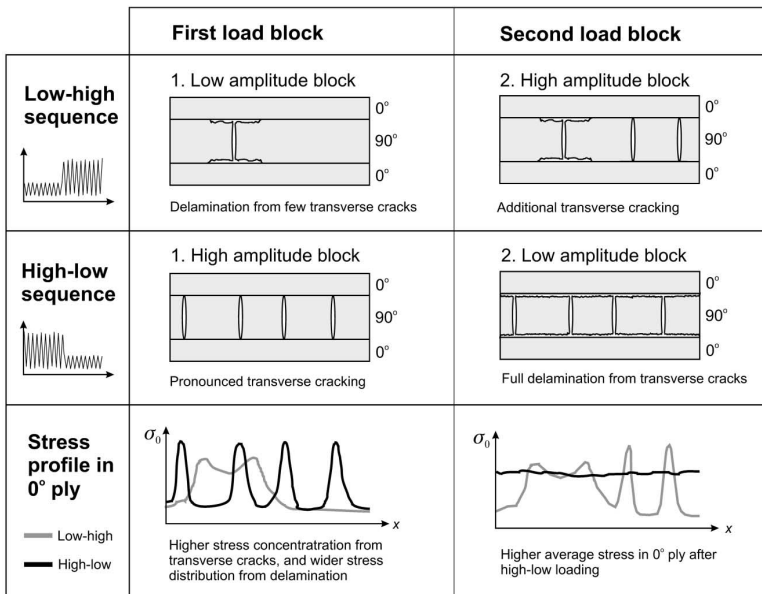 First load block
Second load block
Low-high
sequence
1. Low amplitude block
0°
90°
0°
Delamination from few transverse cracks
2. High amplitude block
0°
90°
0°
Additional transverse cracking
High-low
sequence
1. High amplitude block
0°
90°
0°
Pronounced transverse cracking
2. Low amplitude block
0°
90°
0°
Full delamination from transverse cracks
Stress
profile in
0° ply
Low-high
High-low
σ₀
x
Higher stress concentratration from
transverse cracks, and wider stress
distribution from delamination
σ₀
x
Higher average stress in 0° ply after
high-low loading